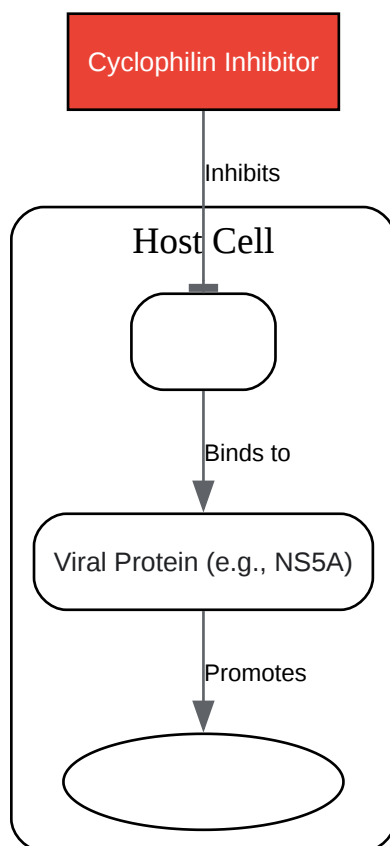 Cyclophilin Inhibitor
Inhibits
Host Cell
Binds to
Viral Protein (e.g., NS5A)
Promotes